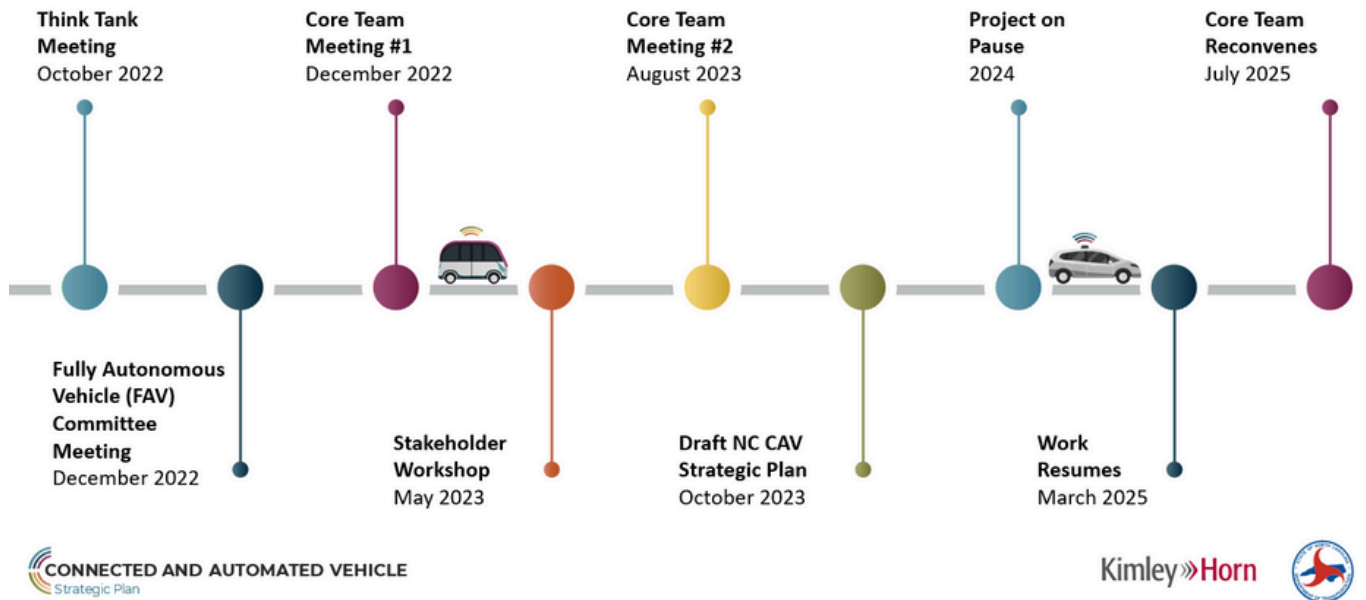 Think Tank
Meeting
October 2022
Core Team
Meeting #1
December 2022
Core Team
Meeting #2
August 2023
Project on
Pause
2024
Core Team
Reconvenes
July 2025
Fully Autonomous
Vehicle (FAV)
Committee
Meeting
December 2022
Stakeholder
Workshop
May 2023
Draft NC CAV
Strategic Plan
October 2023
Work
Resumes
March 2025
CONNECTED AND AUTOMATED VEHICLE
Strategic Plan
Kimley»Horn